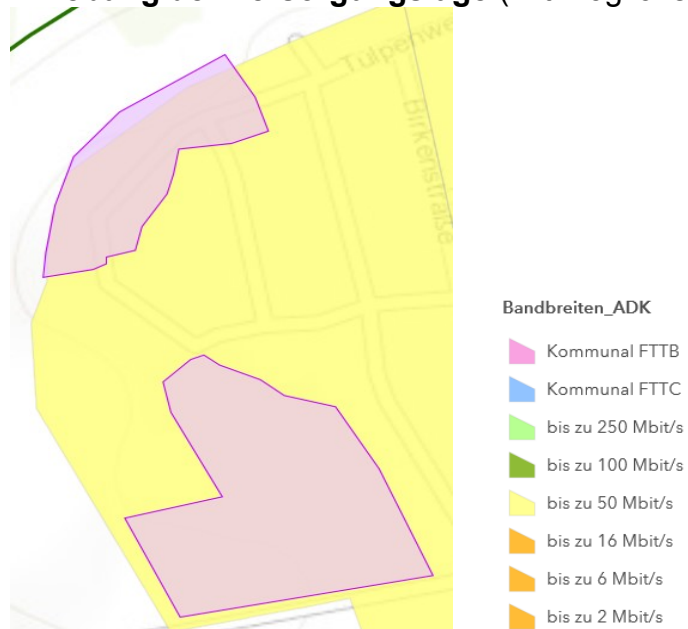 Tulpenwe
Birkenstraße
Bandbreiten_ADK
Kommunal FTTB
Kommunal FTTC
bis zu 250 Mbit/s
bis zu 100 Mbit/s
bis zu 50 Mbit/s
bis zu 16 Mbit/s
bis zu 6 Mbit/s
bis zu 2 Mbit/s